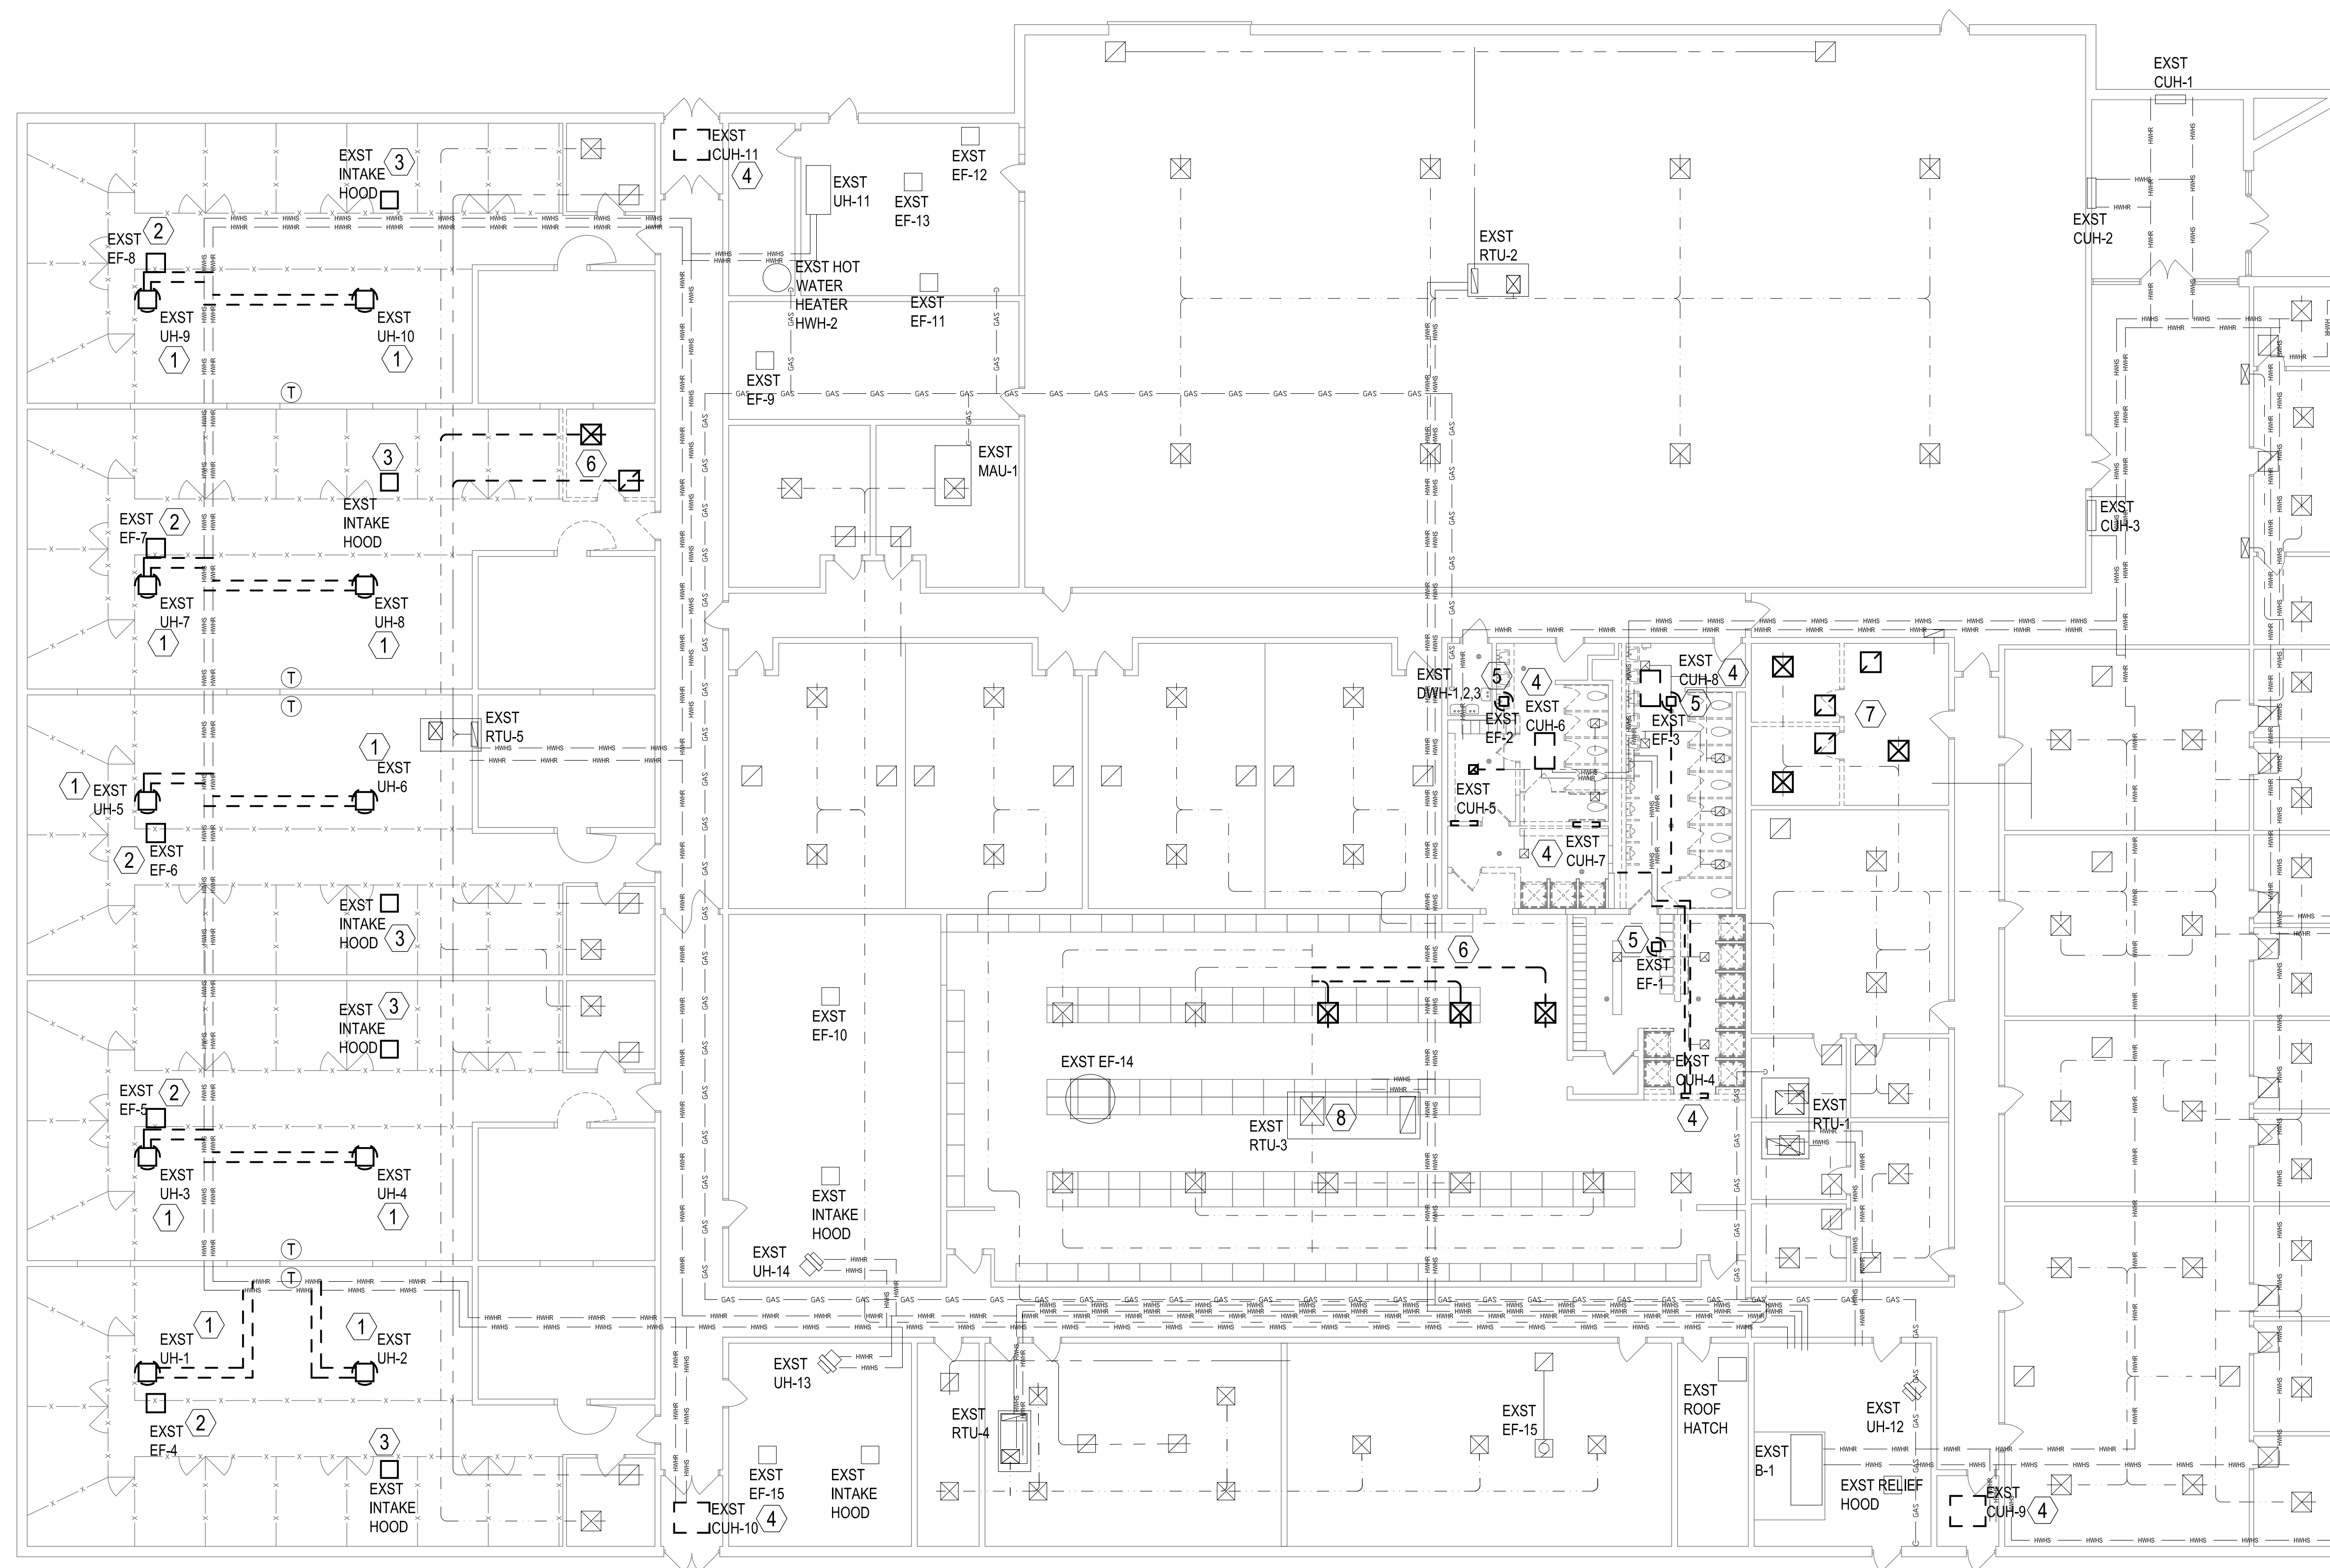 EXST
CUH-1
EXST
CUH-11
4
EXST
INTAKE
HOOD
3
EXST
EF-12
EXST
UH-11
EXST
EF-13
EXST
CUH-2
EXST
RTU-2
2
EXST
EF-8
EXST HOT
WATER
HEATER
HWH-2
EXST
EF-11
EXST
UH-9
1
EXST
UH-10
1
T
EXST
EF-9
HWHS
HWHR
GAS
3
EXST
INTAKE
HOOD
6
EXST
MAU-1
EXST
EF-7
2
EXST
CUH-3
EXST
UH-7
1
EXST
UH-8
1
T
T
EXST
DWH-1,2,3
5
4
EXST
CUH-6
EXST
EF-2
EXST
CUH-8
4
5
EXST
EF-3
7
EXST
RTU-5
1
EXST
UH-6
1
EXST
UH-5
EXST
CUH-5
2
EXST
EF-6
4
EXST
CUH-7
EXST
INTAKE
HOOD
3
5
EXST
EF-1
6
EXST
INTAKE
HOOD
3
EXST
EF-10
EXST EF-14
EXST
CUH-4
4
EXST
EF-5
2
EXST
RTU-3
8
EXST
RTU-1
EXST
UH-3
1
EXST
UH-4
1
EXST
INTAKE
HOOD
T
T
EXST
UH-14
EXST
UH-1
1
EXST
UH-2
1
EXST
UH-13
EXST
RTU-4
EXST
EF-15
EXST
ROOF
HATCH
EXST
UH-12
EXST
EF-4
2
3
EXST
INTAKE
HOOD
EXST
EF-15
EXST
INTAKE
HOOD
EXST
B-1
EXST RELIEF
HOOD
EXST
CUH-10
4
EXST
CUH-9
4